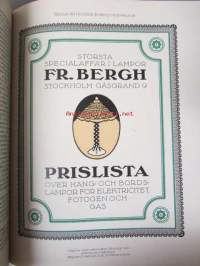 STÖRSTA
SPECIALAFFÄR I LAMPOR
FR. BERGH
STOCKHOLM GÅSGRÄND 9
PRISLISTA
ÖVER HÄNG- OCH BORDS-
LAMPOR FÖR ELEKTRICITET,
FOTOGEN OCH
GAS